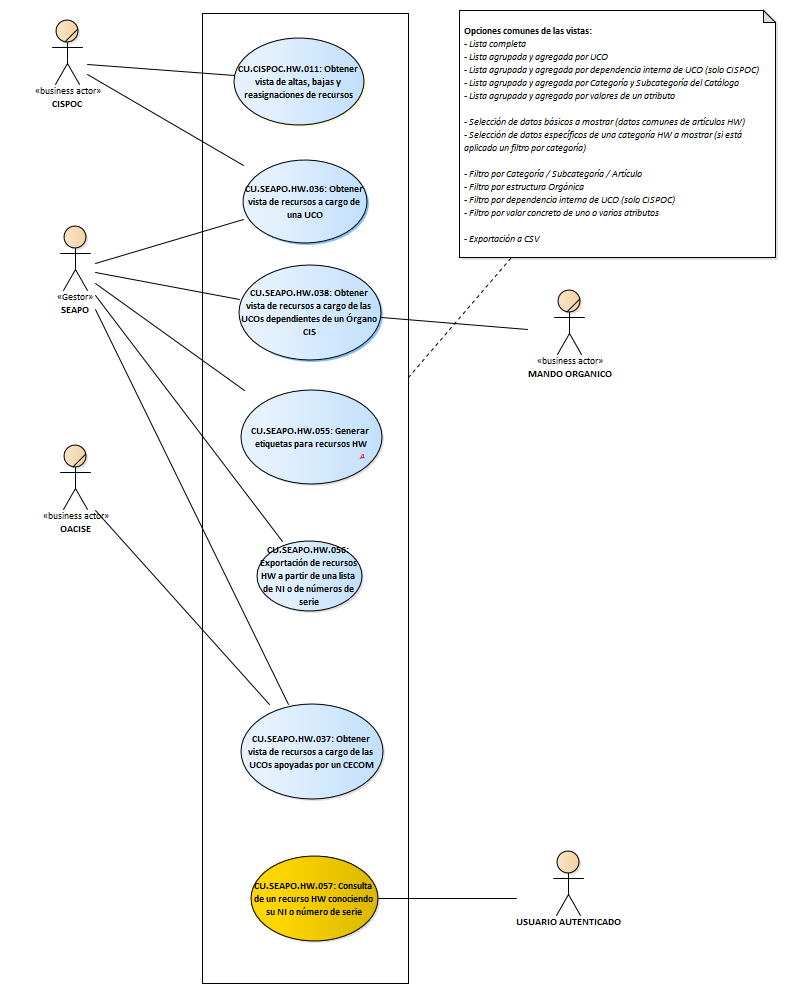 «business actor»
CISPOC
CU.CISPOC.HW.011: Obtener
vista de altas, bajas y
reasignaciones de recursos
Opciones comunes de las vistas:
- Lista completa
- Lista agrupada y agregada por UCO
- Lista agrupada y agregada por dependencia interna de UCO (solo CISPOC)
- Lista agrupada y agregada por Categoría y Subcategoría del Catálogo
- Lista agrupada y agregada por valores de un atributo
- Selección de datos básicos a mostrar (datos comunes de artículos HW)
- Selección de datos específicos de una categoría HW a mostrar (si está
aplicado un filtro por categoría)
- Filtro por Categoría / Subcategoría / Artículo
- Filtro por estructura Orgánica
- Filtro por dependencia interna de UCO (solo CISPOC)
- Filtro por valor concreto de uno o varios atributos
- Exportación a CSV
CU.SEAPO.HW.036: Obtener
vista de recursos a cargo de
una UCO
«Gestor»
SEAPO
CU.SEAPO.HW.038: Obtener
vista de recursos a cargo de las
UCOs dependientes de un Órgano
CIS
«business actor»
MANDO ORGANICO
CU.SEAPO.HW.055: Generar
etiquetas para recursos HW
A
«business actor»
OACISE
CU.SEAPO.HW.056:
Exportación de recursos
HW a partir de una lista
de NI o de números de
serie
CU.SEAPO.HW.037: Obtener
vista de recursos a cargo de las
UCOs apoyadas por un CECOM
CU.SEAPO.HW.057: Consulta
de un recurso HW conociendo
su NI o número de serie
USUARIO AUTENTICADO